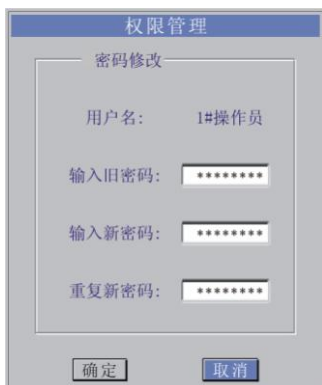 权限管理
密码修改
用户名: 1#操作员
输入旧密码: ********
输入新密码: ********
重复新密码: ********
确定 取消